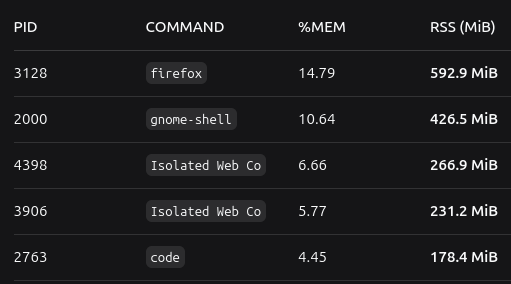 PID COMMAND %MEM RSS (MiB)
3128 firefox 14.79 592.9 MiB
2000 gnome-shell 10.64 426.5 MiB
4398 Isolated Web Co 6.66 266.9 MiB
3906 Isolated Web Co 5.77 231.2 MiB
2763 code 4.45 178.4 MiB